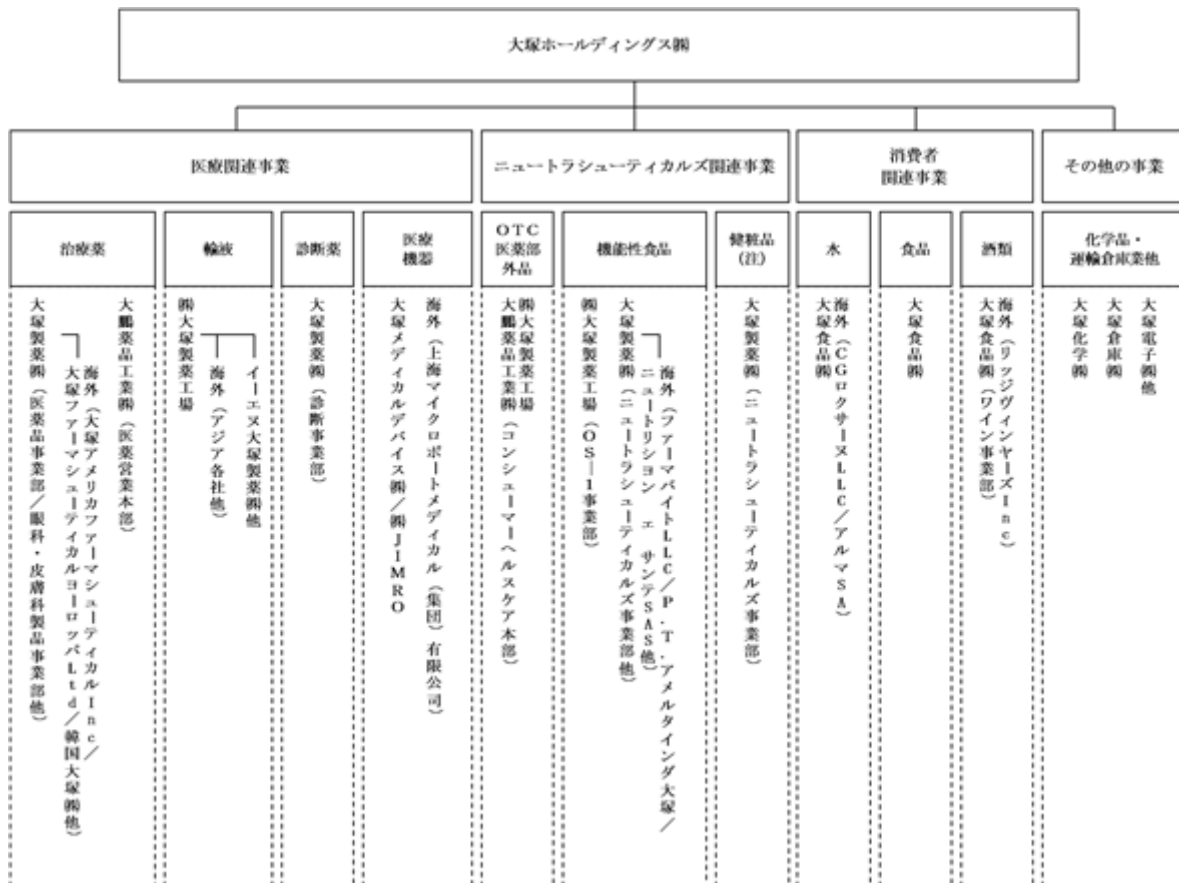 大塚ホールディングス㈱
医療関連事業
ニュートラシューティカルズ関連事業
消費者
関連事業
その他の事業
治療薬
輸液
診断薬
医療
機器
OTC
医薬部
外品
機能性食品
健粧品
(注)
水
食品
酒類
化学品・
運輸倉庫業他
大塚製薬㈱(医薬品事業部/眼科・皮膚科製品事業部他)
大塚ファーマシューティカルヨーロッパLtd/韓国大塚㈱他)
海外(大塚アメリカファーマシューティカルInc/
大鵬薬品工業㈱(医薬営業本部)
㈱大塚製薬工場
海外(アジア各社他)
イーエヌ大塚製薬㈱他
大塚製薬㈱(診断事業部)
大塚メディカルデバイス㈱/㈱JIMRO
海外(上海マイクロポートメディカル(集団)有限公司)
大鵬薬品工業㈱(コンシューマーヘルスケア本部)
㈱大塚製薬工場
㈱大塚製薬工場(OS―1事業部)
大塚製薬㈱(ニュートラシューティカルズ事業部他)
ニュートリション エ サンテSAS他)
海外(ファーマバイトLLC/P.T.アメルタインダ大塚/
大塚製薬㈱(ニュートラシューティカルズ事業部)
大塚食品㈱
海外(CGロクサーヌLLC/アルマSA)
大塚食品㈱
大塚食品㈱(ワイン事業部)
海外(リッジヴィンヤーズInc)
大塚化学㈱
大塚倉庫㈱
大塚電子㈱他